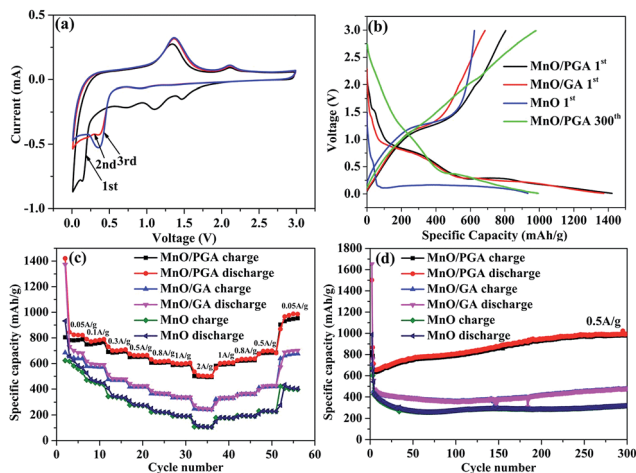 (a)
Current (mA)
0.5
0.0
-0.5
-1.0
0.0 0.5 1.0 1.5 2.0 2.5 3.0
Voltage (V)
1st
2nd
3rd
(b)
Voltage (V)
3.0
2.5
2.0
1.5
1.0
0.5
0.0
0 200 400 600 800 1000 1200 1400
Specific Capacity (mAh/g)
MnO/PGA 1st
MnO/GA 1st
MnO 1st
MnO/PGA 300th
(c)
Specific capacity (mAh/g)
1400
1200
1000
800
600
400
200
0
0 10 20 30 40 50 60
Cycle number
MnO/PGA charge
MnO/PGA discharge
MnO/GA charge
MnO/GA discharge
MnO charge
MnO discharge
0.05A/g
0.1A/g
0.3A/g
0.5A/g
0.8A/g
1A/g
2A/g
1A/g
0.8A/g
0.5A/g
0.05A/g
(d)
Specific capacity (mAh/g)
1800
1600
1400
1200
1000
800
600
400
200
0
0 50 100 150 200 250 300
Cycle number
MnO/PGA charge
MnO/PGA discharge
MnO/GA charge
MnO/GA discharge
MnO charge
MnO discharge
0.5A/g